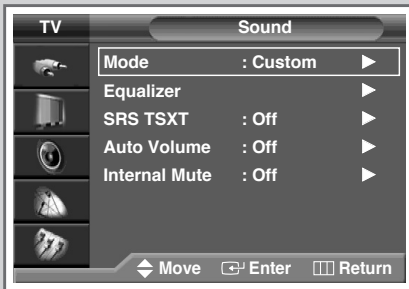 TV Sound
Mode : Custom
Equalizer
SRS TSXT : Off
Auto Volume : Off
Internal Mute : Off
Move Enter Return